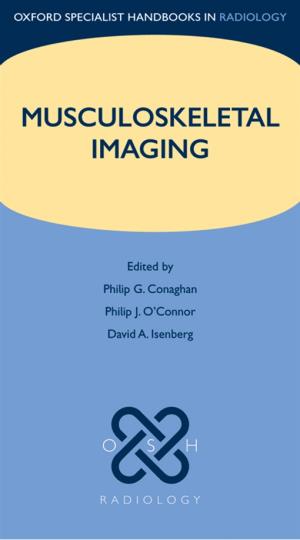 OXFORD SPECIALIST HANDBOOKS IN RADIOLOGY
MUSCULOSKELETAL
IMAGING
Edited by
Philip G. Conaghan
Philip J. O'Connor
David A. Isenberg
O S H
RADIOLOGY